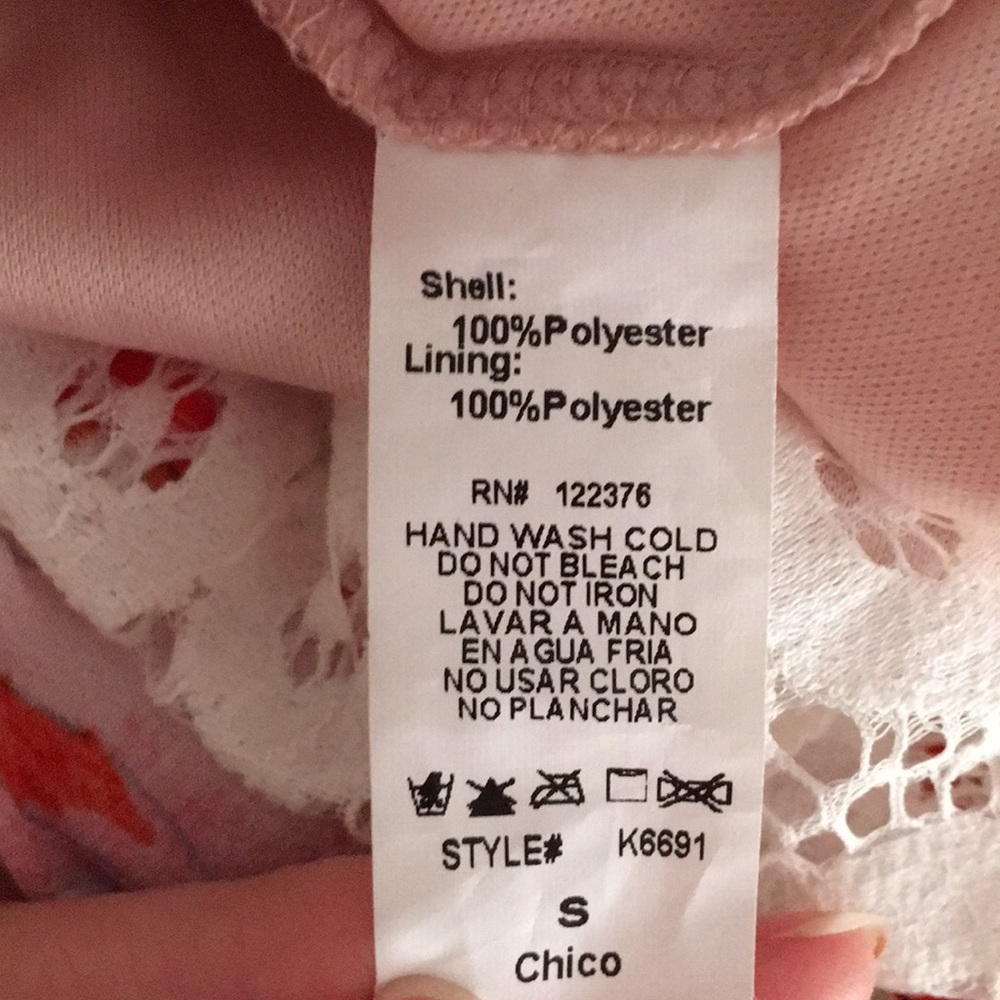 Shell:
100%Polyester
Lining:
100%Polyester
RN# 122376
HAND WASH COLD
DO NOT BLEACH
DO NOT IRON
LAVAR A MANO
EN AGUA FRIA
NO USAR CLORO
NO PLANCHAR
STYLE# K6691
S
Chico